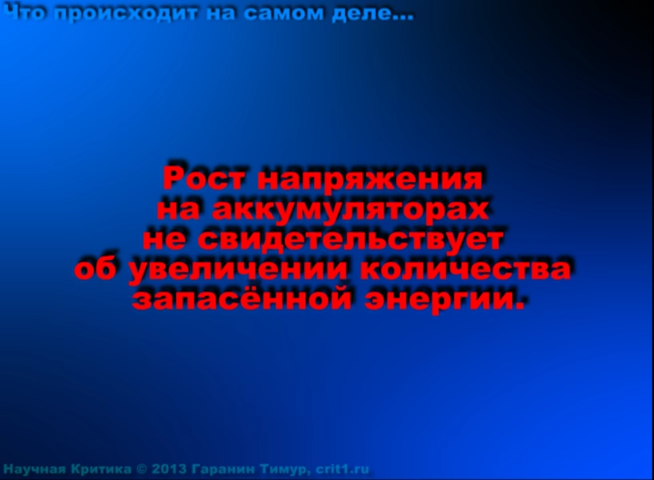 Что происходит на самом деле...
Рост напряжения
на аккумуляторах
не свидетельствует
об увеличении количества
запасённой энергии.
Научная Критика © 2013 Гаранин Тимур, crit1.ru